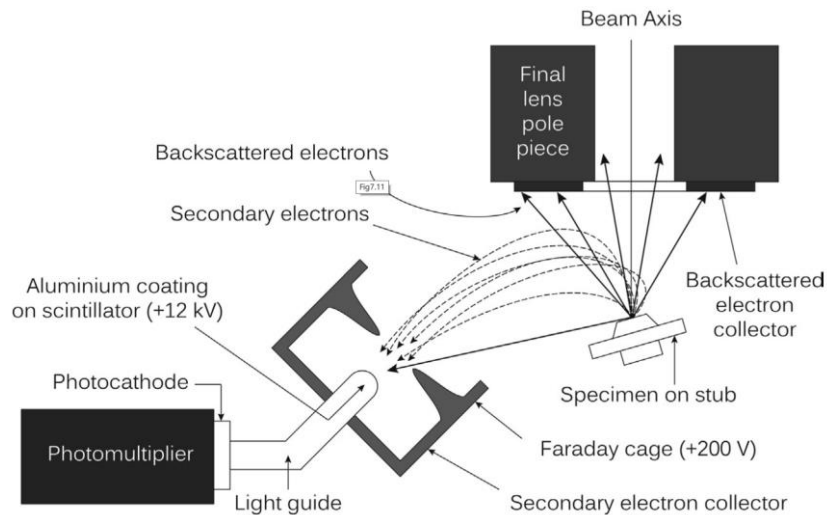 Beam Axis
Final
lens
pole
piece
Backscattered electrons
Fig7.11
Secondary electrons
Aluminium coating
on scintillator (+12 kV)
Backscattered
electron
collector
Photocathode
Specimen on stub
Photomultiplier
Faraday cage (+200 V)
Light guide
Secondary electron collector